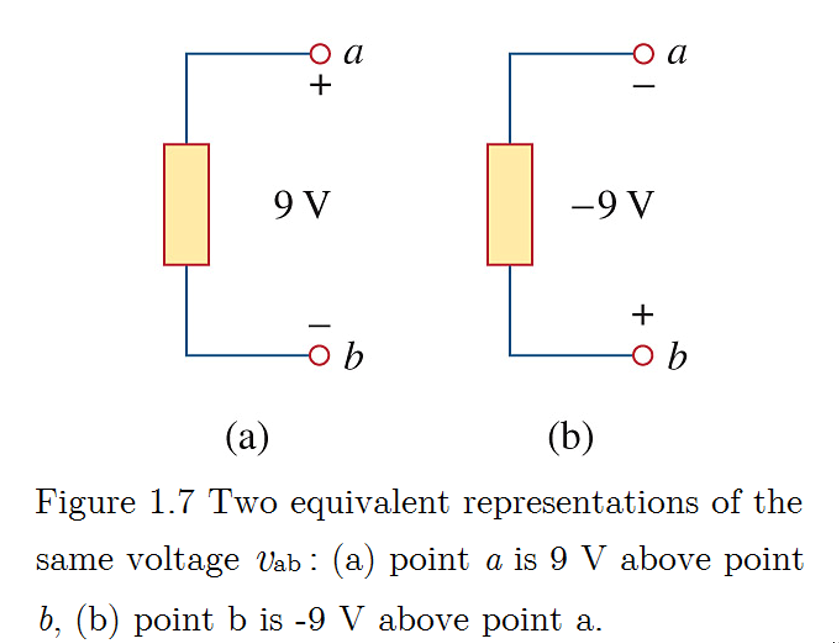 a a
+ −
9 V −9 V
− +
b b
(a) (b)
Figure 1.7 Two equivalent representations of the
same voltage vab : (a) point a is 9 V above point
b, (b) point b is -9 V above point a.